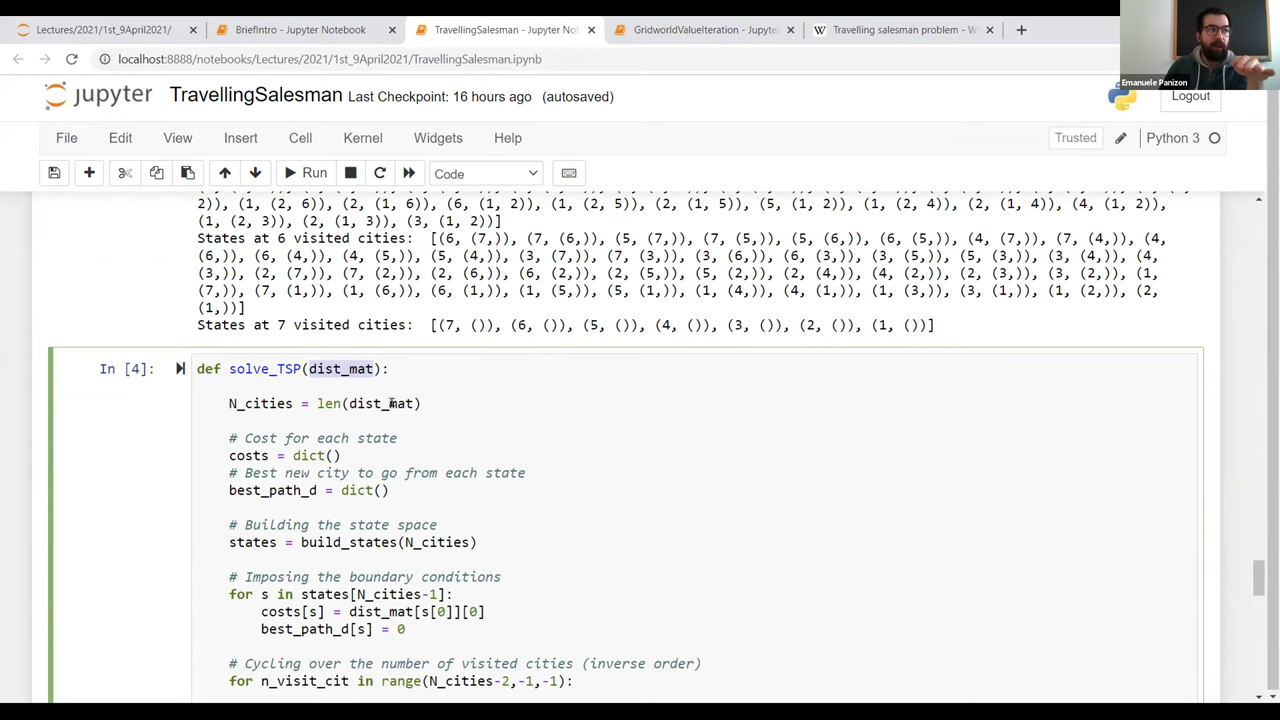 Lectures/2021/1st_9April2021/
BriefIntro - Jupyter Notebook
TravellingSalesman - Jupyter Not
GridworldValueIteration - Jupyter
Travelling salesman problem - W
localhost:8888/notebooks/Lectures/2021/1st_9April2021/TravellingSalesman.ipynb
Emanuele Panizon
jupyter TravellingSalesman Last Checkpoint: 16 hours ago (autosaved)
Logout
File Edit View Insert Cell Kernel Widgets Help
Trusted Python 3
Run Code
2)), (1, (2, 6)), (2, (1, 6)), (6, (1, 2)), (1, (2, 5)), (2, (1, 5)), (5, (1, 2)), (1, (2, 4)), (2, (1, 4)), (4, (1, 2)),
(1, (2, 3)), (2, (1, 3)), (3, (1, 2))]
States at 6 visited cities: [(6, (7,)), (7, (6,)), (5, (7,)), (7, (5,)), (5, (6,)), (6, (5,)), (4, (7,)), (7, (4,)), (4,
(6,)), (6, (4,)), (4, (5,)), (5, (4,)), (3, (7,)), (7, (3,)), (3, (6,)), (6, (3,)), (3, (5,)), (5, (3,)), (3, (4,)), (4,
(3,)), (2, (7,)), (7, (2,)), (2, (6,)), (6, (2,)), (2, (5,)), (5, (2,)), (2, (4,)), (4, (2,)), (2, (3,)), (3, (2,)), (1,
(7,)), (7, (1,)), (1, (6,)), (6, (1,)), (1, (5,)), (5, (1,)), (1, (4,)), (4, (1,)), (1, (3,)), (3, (1,)), (1, (2,)), (2,
(1,))]
States at 7 visited cities: [(7, ()), (6, ()), (5, ()), (4, ()), (3, ()), (2, ()), (1, ())]
In [4]: def solve_TSP(dist_mat):
N_cities = len(dist_mat)
# Cost for each state
costs = dict()
# Best new city to go from each state
best_path_d = dict()
# Building the state space
states = build_states(N_cities)
# Imposing the boundary conditions
for s in states[N_cities-1]:
costs[s] = dist_mat[s[0]][0]
best_path_d[s] = 0
# Cycling over the number of visited cities (inverse order)
for n_visit_cit in range(N_cities-2,-1,-1):